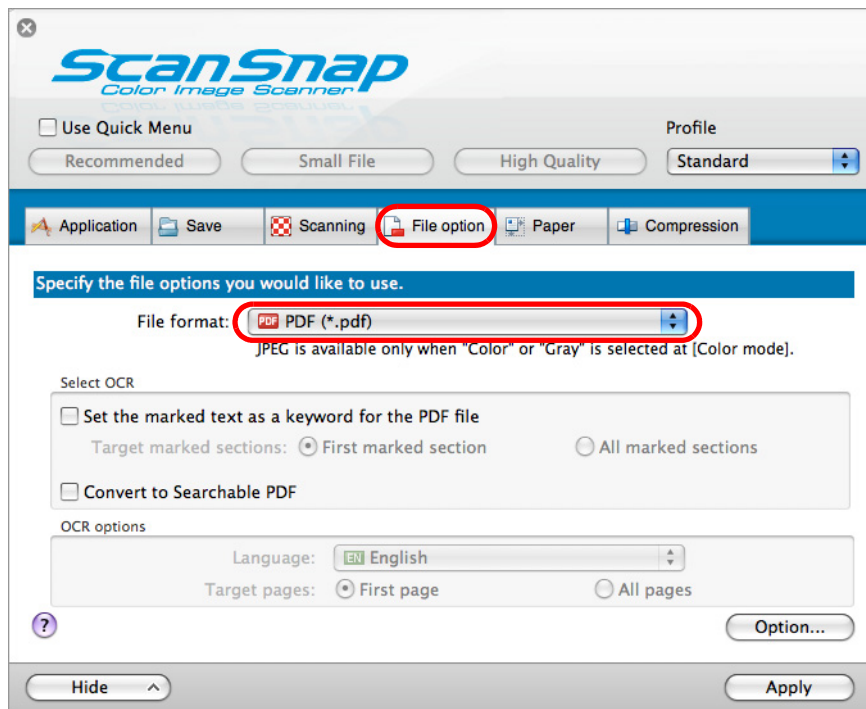 ScanSnap
Color Image Scanner
Use Quick Menu
Profile
Recommended Small File High Quality Standard
Application Save Scanning File option Paper Compression
Specify the file options you would like to use.
File format: PDF PDF (*.pdf)
JPEG is available only when "Color" or "Gray" is selected at [Color mode].
Select OCR
Set the marked text as a keyword for the PDF file
Target marked sections: First marked section All marked sections
Convert to Searchable PDF
OCR options
Language: EN English
Target pages: First page All pages
?
Option...
Hide Apply